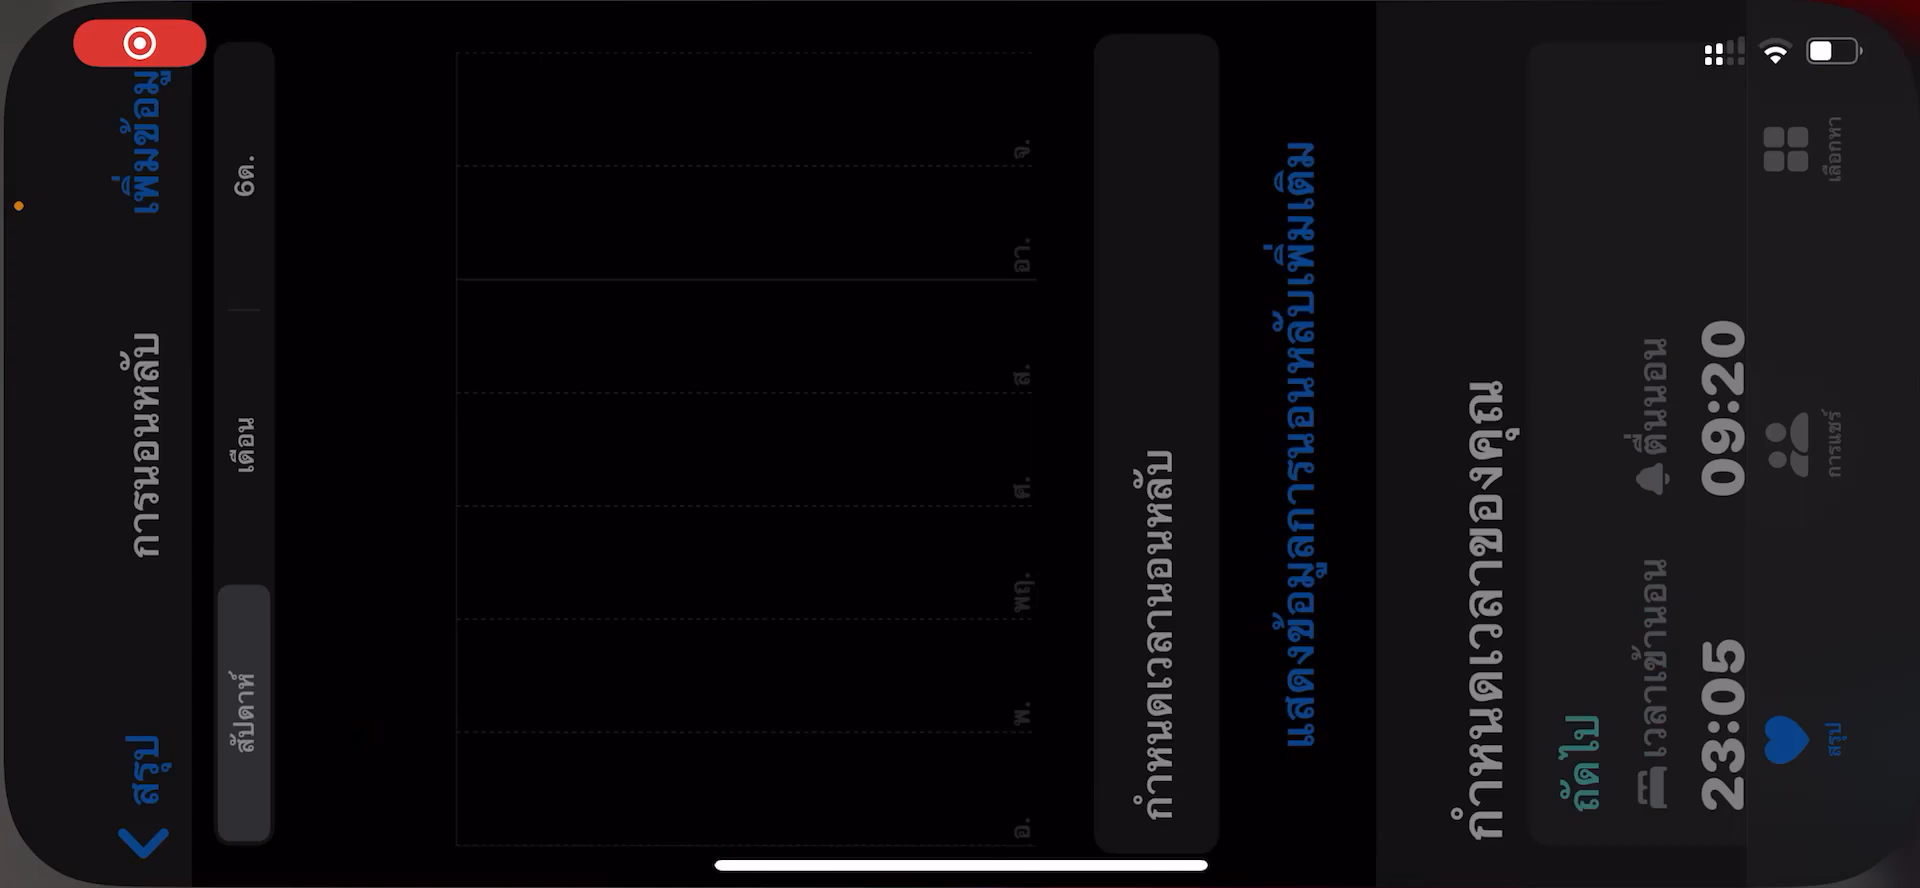 สรุป
การนอนหลับ
เพิ่มข้อมู
สัปดาห์
เดือน
6ด.
อ.
พ.
พฤ.
ศ.
ส.
อา.
จ.
กำหนดเวลานอนหลับ
แสดงข้อมูลการนอนหลับเพิ่มเติม
กำหนดเวลาของคุณ
ถัดไป
เวลาเข้านอน
ตื่นนอน
23:05
09:20
สรุป
การแชร์
เลือกหา